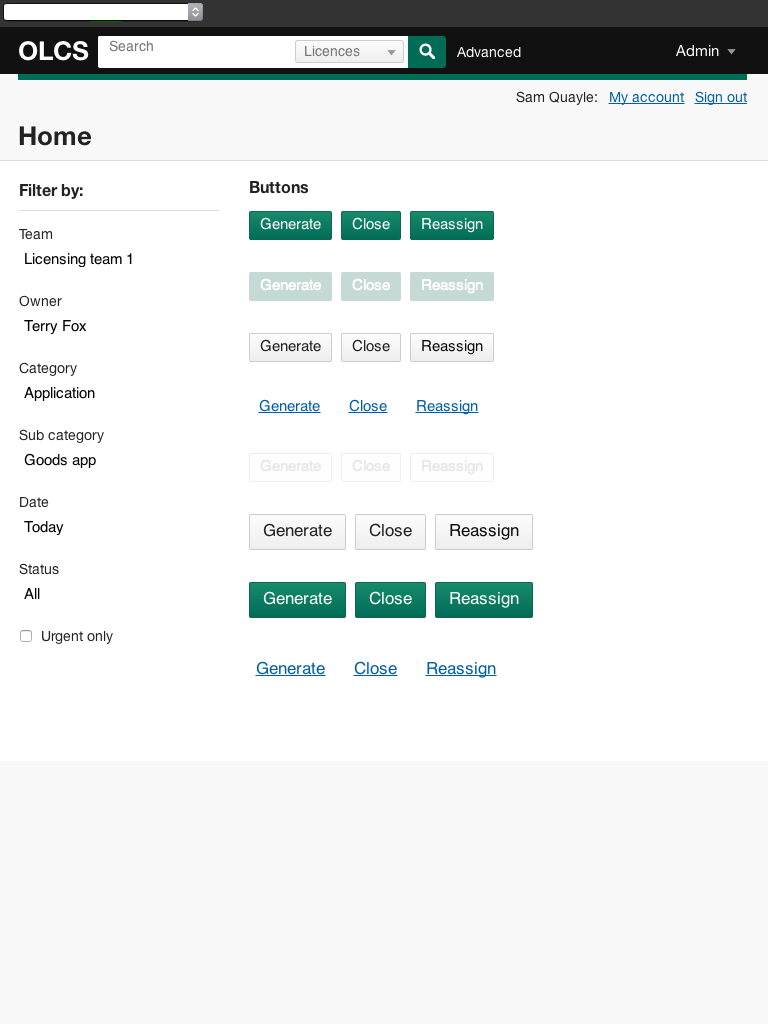 OLCS Search Licences Advanced Admin
Sam Quayle: My account Sign out
Home
Filter by:
Team
Licensing team 1
Owner
Terry Fox
Category
Application
Sub category
Goods app
Date
Today
Status
All
Urgent only
Buttons
Generate Close Reassign
Generate Close Reassign
Generate Close Reassign
Generate Close Reassign
Generate Close Reassign
Generate Close Reassign
Generate Close Reassign
Generate Close Reassign